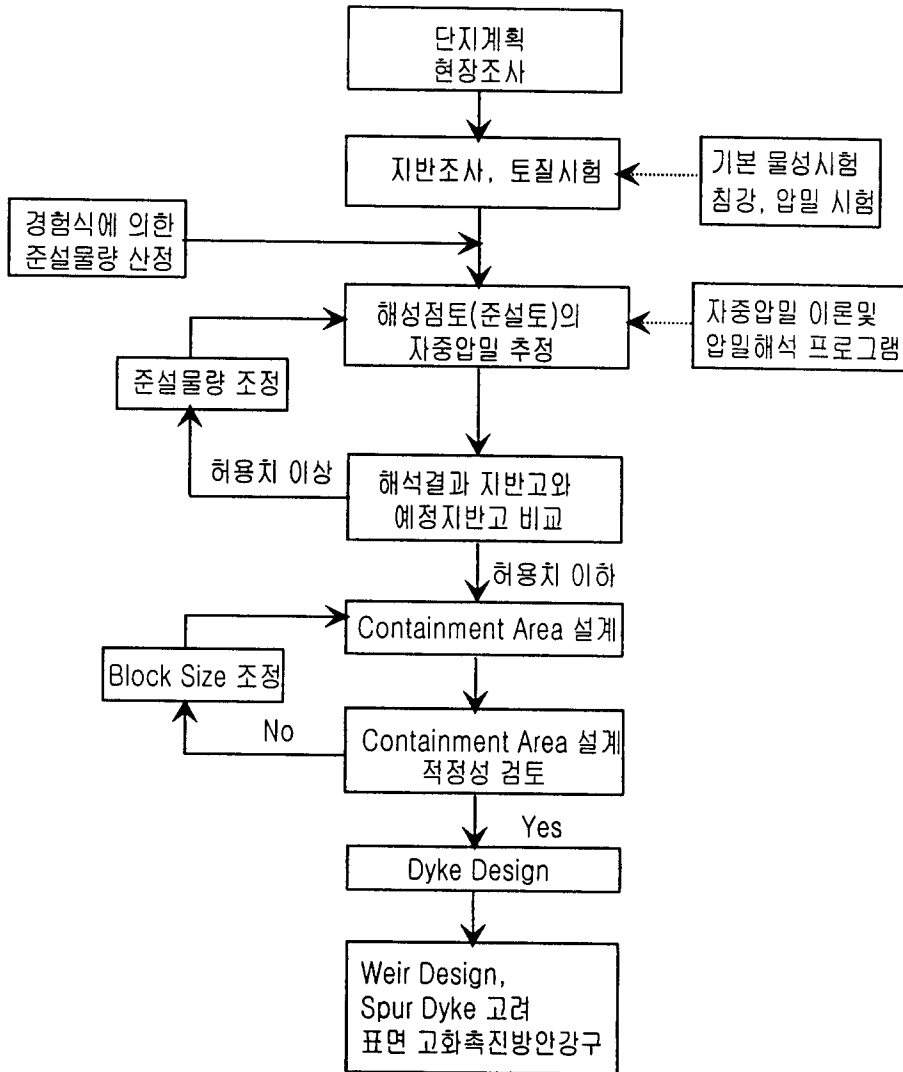 단지계획
현장조사
지반조사, 토질시험
기본 물성시험
침강, 압밀 시험
경험식에 의한
준설물량 산정
해성점토(준설토)의
자중압밀 추정
자중압밀 이론및
압밀해석 프로그램
준설물량 조정
허용치 이상
해석결과 지반고와
예정지반고 비교
허용치 이하
Containment Area 설계
Block Size 조정
No
Containment Area 설계
적정성 검토
Yes
Dyke Design
Weir Design,
Spur Dyke 고려
표면 고화촉진방안강구